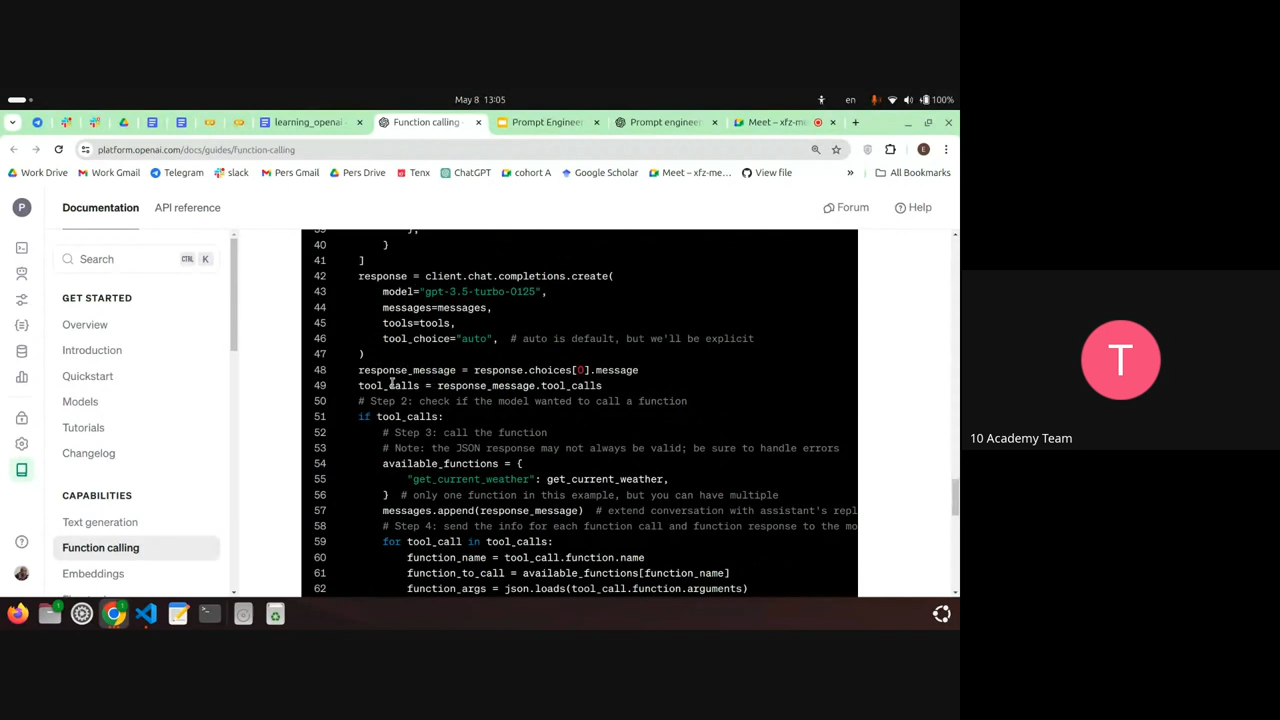 May 8 13:05
en
100%
learning_openai
Function calling
Prompt Engineer
Prompt engineer
Meet – xfz-me
platform.openai.com/docs/guides/function-calling
Work Drive
Work Gmail
Telegram
slack
Pers Gmail
Pers Drive
Tenx
ChatGPT
cohort A
Google Scholar
Meet – xfz-me...
View file
»
All Bookmarks
P
Documentation
API reference
Forum
Help
Search
CTRL K
GET STARTED
Overview
Introduction
Quickstart
Models
Tutorials
Changelog
CAPABILITIES
Text generation
Function calling
Embeddings
40 }
41 ]
42 response = client.chat.completions.create(
43 model="gpt-3.5-turbo-0125",
44 messages=messages,
45 tools=tools,
46 tool_choice="auto",  # auto is default, but we'll be explicit
47 )
48 response_message = response.choices[0].message
49 tool_calls = response_message.tool_calls
50 # Step 2: check if the model wanted to call a function
51 if tool_calls:
52 # Step 3: call the function
53 # Note: the JSON response may not always be valid; be sure to handle errors
54 available_functions = {
55 "get_current_weather": get_current_weather,
56 }  # only one function in this example, but you can have multiple
57 messages.append(response_message)  # extend conversation with assistant's repl
58 # Step 4: send the info for each function call and function response to the mo
59 for tool_call in tool_calls:
60 function_name = tool_call.function.name
61 function_to_call = available_functions[function_name]
62 function_args = json.loads(tool_call.function.arguments)
T
10 Academy Team